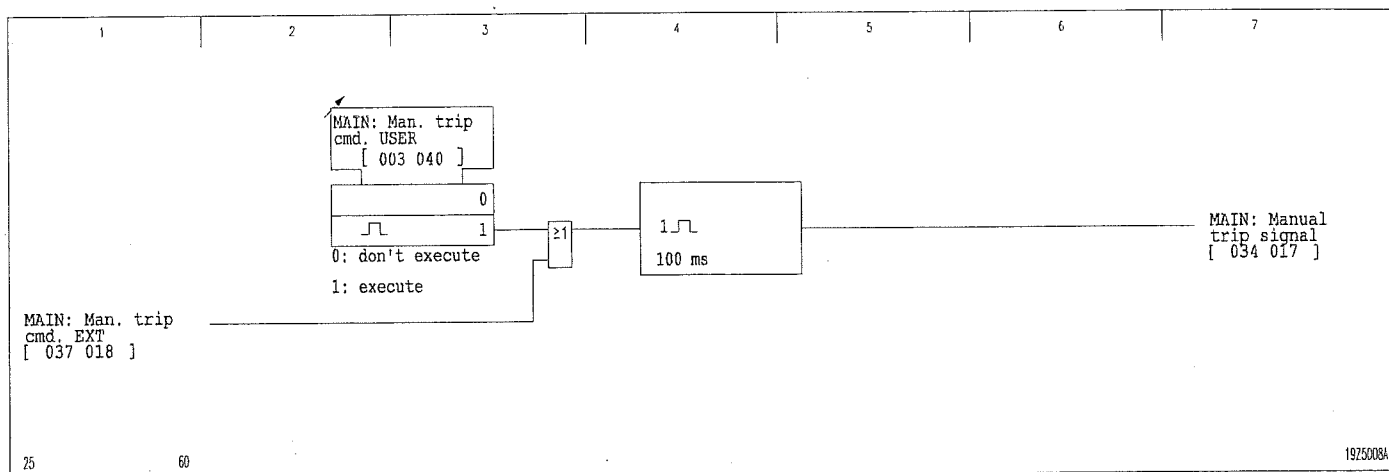 1 2 3 4 5 6 7
MAIN: Man. trip
cmd. USER
[ 003 040 ]
0
1
0: don't execute
1: execute
≥1
1
100 ms
MAIN: Manual
trip signal
[ 034 017 ]
MAIN: Man. trip
cmd. EXT
[ 037 018 ]
25 60
19Z5008A